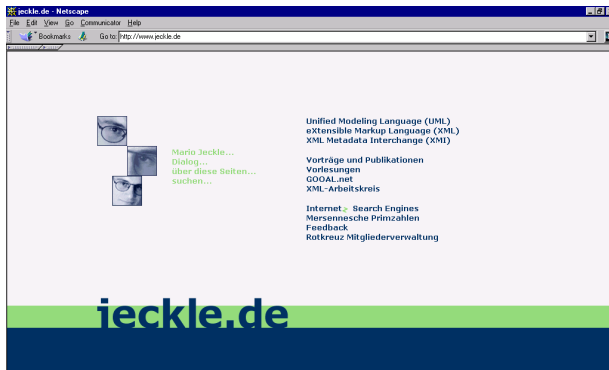 jeckle.de - Netscape
File Edit View Go Communicator Help
Bookmarks Go to: http://www.jeckle.de
Mario Jeckle...
Dialog...
über diese Seiten...
suchen...
Unified Modeling Language (UML)
eXtensible Markup Language (XML)
XML Metadata Interchange (XMI)
Vorträge und Publikationen
Vorlesungen
GOOAL.net
XML-Arbeitskreis
Internet Search Engines
Mersennesche Primzahlen
Feedback
Rotkreuz Mitgliederverwaltung
jeckle.de